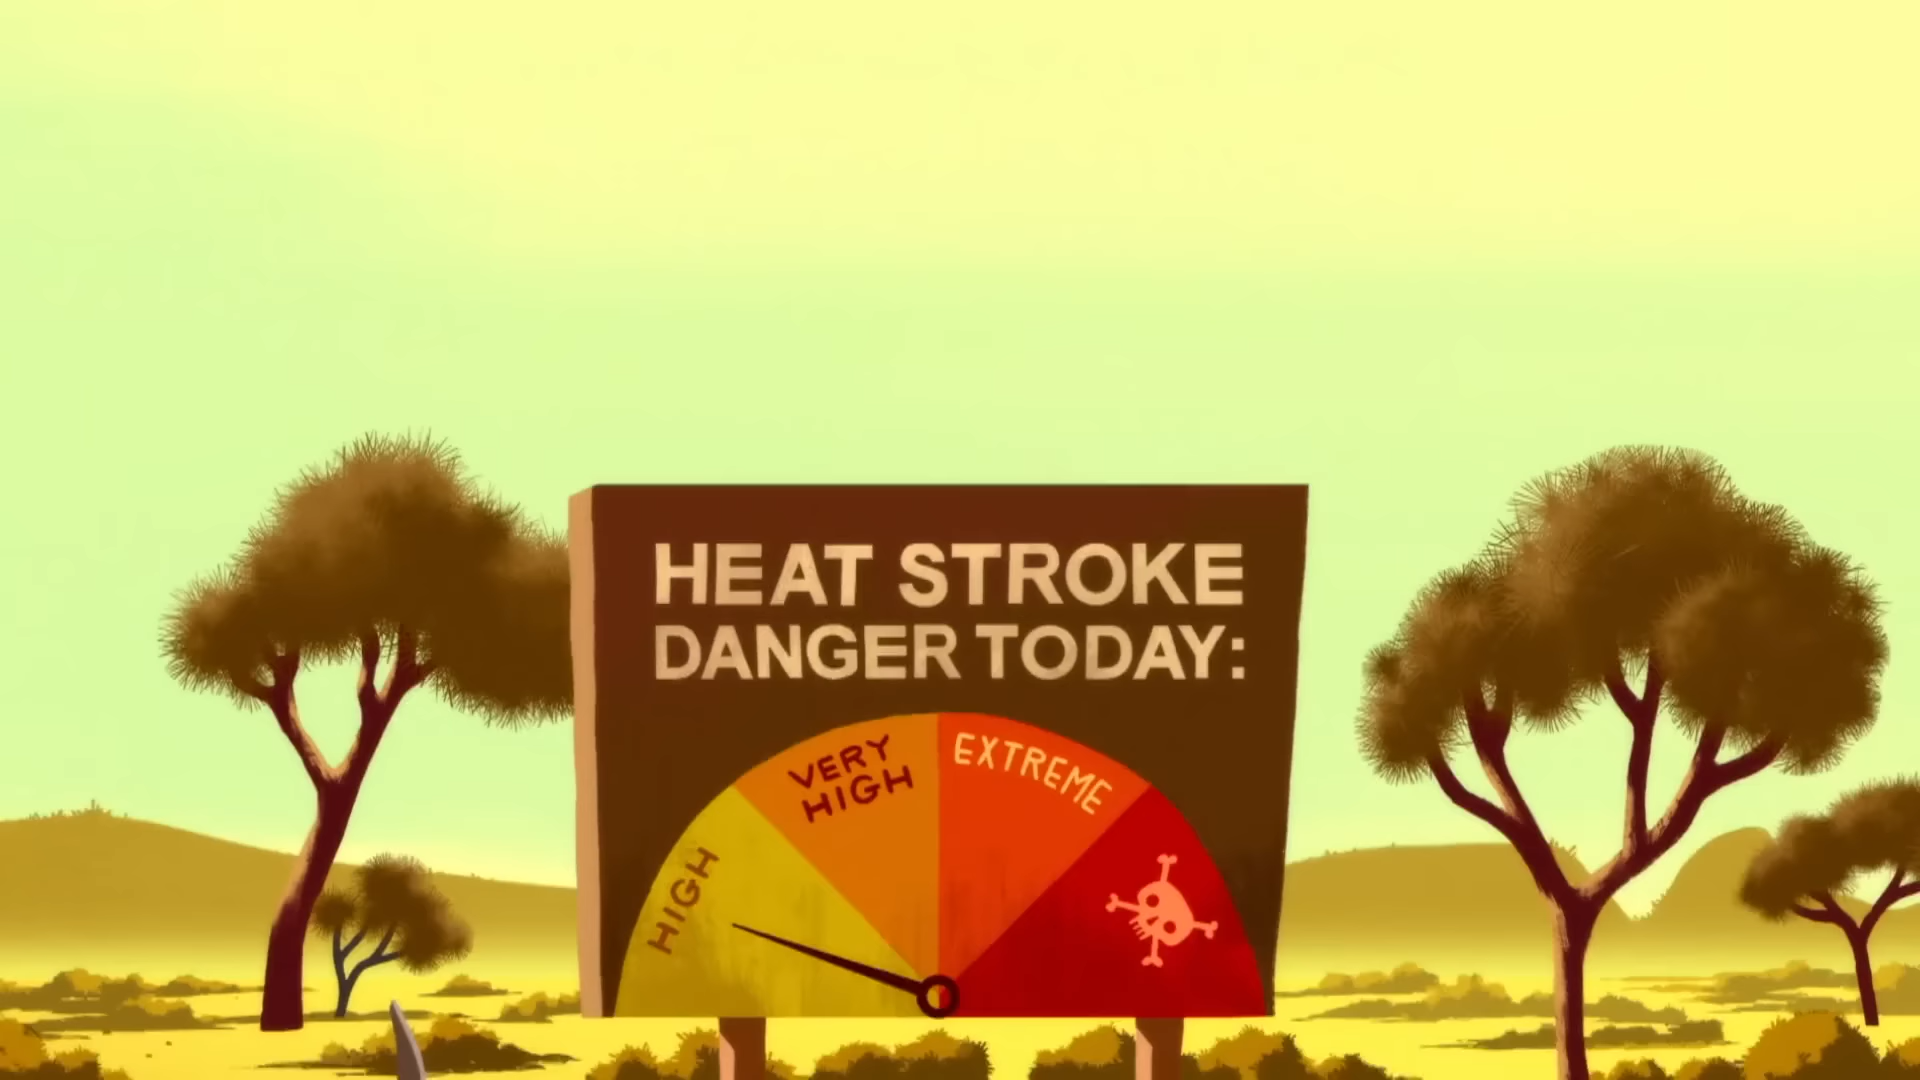 HEAT STROKE
DANGER TODAY:
HIGH
VERY
HIGH
EXTREME